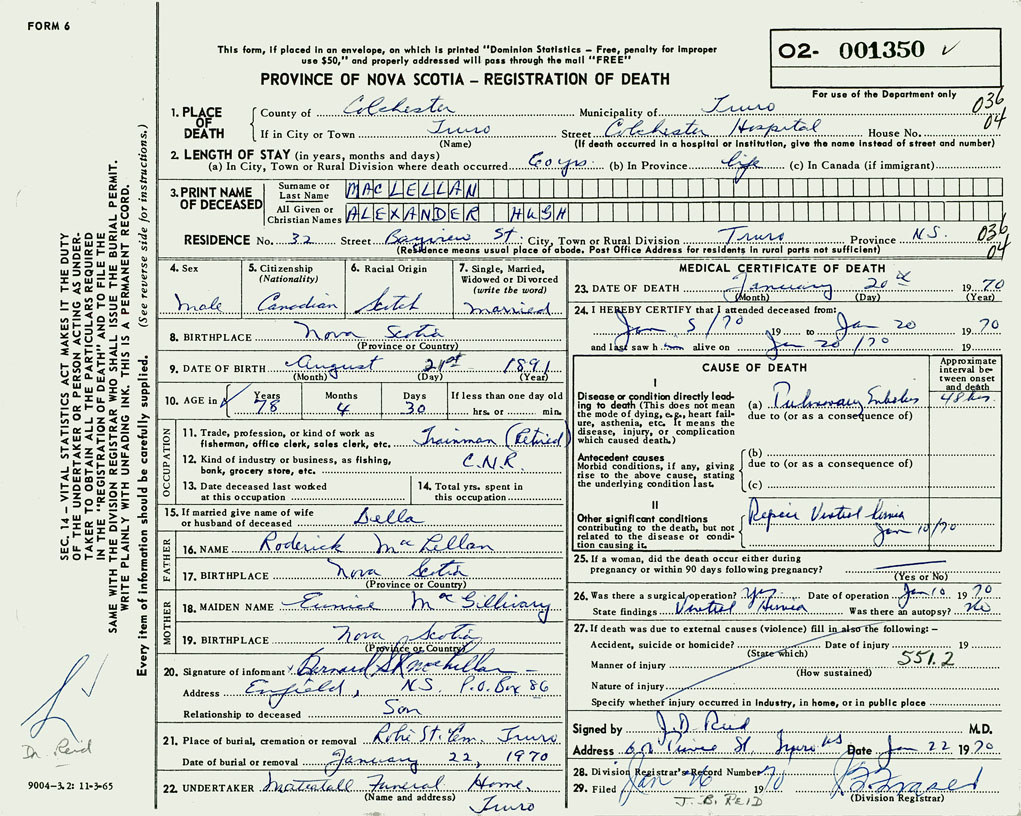 FORM 6
This form, if placed in an envelope, on which is printed "Dominion Statistics – Free, penalty for improper
use $50," and properly addressed will pass through the mail "FREE"
PROVINCE OF NOVA SCOTIA – REGISTRATION OF DEATH
02- 001350
For use of the Department only
036
04
1. PLACE OF DEATH
County of Colchester Municipality of Truro
If in City or Town Truro Street Colchester Hospital House No.
(Name) (If death occurred in a hospital or institution, give the name instead of street and number)
2. LENGTH OF STAY (in years, months and days)
(a) In City, Town or Rural Division where death occurred 60 yrs. (b) In Province life (c) In Canada (if immigrant)
3. PRINT NAME OF DECEASED
Surname or Last Name MACLELLAN
All Given or Christian Names ALEXANDER HUGH
RESIDENCE No. 32 Street Bayview St. City, Town or Rural Division Truro Province N.S.
036
04
(Residence means usual place of abode. Post Office Address for residents in rural parts not sufficient)
4. Sex
Male
5. Citizenship (Nationality)
Canadian
6. Racial Origin
Scotch
7. Single, Married, Widowed or Divorced (write the word)
Married
8. BIRTHPLACE Nova Scotia
(Province or Country)
9. DATE OF BIRTH August 21st 1891
(Month) (Day) (Year)
10. AGE in Years 78 Months 4 Days 30 If less than one day old hrs. or min.
OCCUPATION
11. Trade, profession, or kind of work as fisherman, office clerk, sales clerk, etc. Trainman (Retired)
12. Kind of industry or business, as fishing, bank, grocery store, etc. C.N.R.
13. Date deceased last worked at this occupation
14. Total yrs. spent in this occupation
15. If married give name of wife or husband of deceased Della
FATHER
16. NAME Roderick MacLellan
17. BIRTHPLACE Nova Scotia
(Province or Country)
MOTHER
18. MAIDEN NAME Eunice MacGillivary
19. BIRTHPLACE Nova Scotia
(Province or Country)
20. Signature of informant Bernard MacLellan
Address Enfield, N.S. P.O. Box 86
Relationship to deceased Son
21. Place of burial, cremation or removal Robie St. Cem. Truro
Date of burial or removal January 22, 1970
22. UNDERTAKER Mattatall Funeral Home,
(Name and address) Truro
MEDICAL CERTIFICATE OF DEATH
23. DATE OF DEATH January 20 1970
(Month) (Day) (Year)
24. I HEREBY CERTIFY that I attended deceased from:
Jan 5/70 19 to Jan 20 1970
and last saw him alive on Jan 20/70 19
CAUSE OF DEATH
Approximate interval between onset and death
I
Disease or condition directly leading to death (This does not mean the mode of dying, e.g., heart failure, asthenia, etc. It means the disease, injury, or complication which caused death.)
(a) Pulmonary Embolis 48 hrs.
due to (or as a consequence of)
Antecedent causes
Morbid conditions, if any, giving rise to the above cause, stating the underlying condition last.
(b)
due to (or as a consequence of)
(c)
II
Other significant conditions contributing to the death, but not related to the disease or condition causing it.
Repair Ventral Hernia
Jan 10/70
25. If a woman, did the death occur either during pregnancy or within 90 days following pregnancy?
(Yes or No)
26. Was there a surgical operation? Yes Date of operation Jan 10 1970
State findings Ventral Hernia Was there an autopsy? No
27. If death was due to external causes (violence) fill in also the following: –
Accident, suicide or homicide? Date of injury 19
(State which) 551.2
Manner of injury
(How sustained)
Nature of injury
Specify whether injury occurred in industry, in home, or in public place
Signed by J. D. Reid M.D.
Address Prince St Truro NS Date Jan 22 1970
28. Division Registrar's Record Number
29. Filed Jan 26 1970
(Division Registrar)
J. B. REID
SEC. 14 – VITAL STATISTICS ACT MAKES IT THE DUTY
OF THE UNDERTAKER OR PERSON ACTING AS UNDER-
TAKER TO OBTAIN ALL THE PARTICULARS REQUIRED
IN THE "REGISTRATION OF DEATH" AND TO FILE THE
SAME WITH THE DIVISION REGISTRAR WHO SHALL ISSUE THE BURIAL PERMIT.
WRITE PLAINLY WITH UNFADING INK. THIS IS A PERMANENT RECORD.
Every item of information should be carefully supplied. (See reverse side for instructions.)
Dr. Reid
9004-3.2: 11-3-65